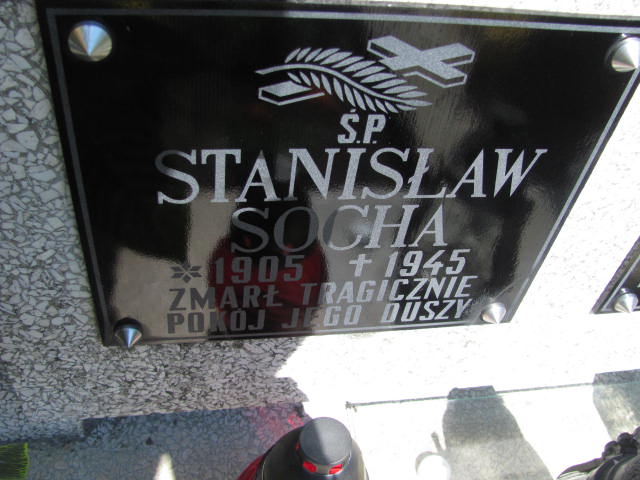 Ś.P.
STANISŁAW
SOCHA
* 1905 + 1945
ZMARŁ TRAGICZNIE
POKÓJ JEGO DUSZY